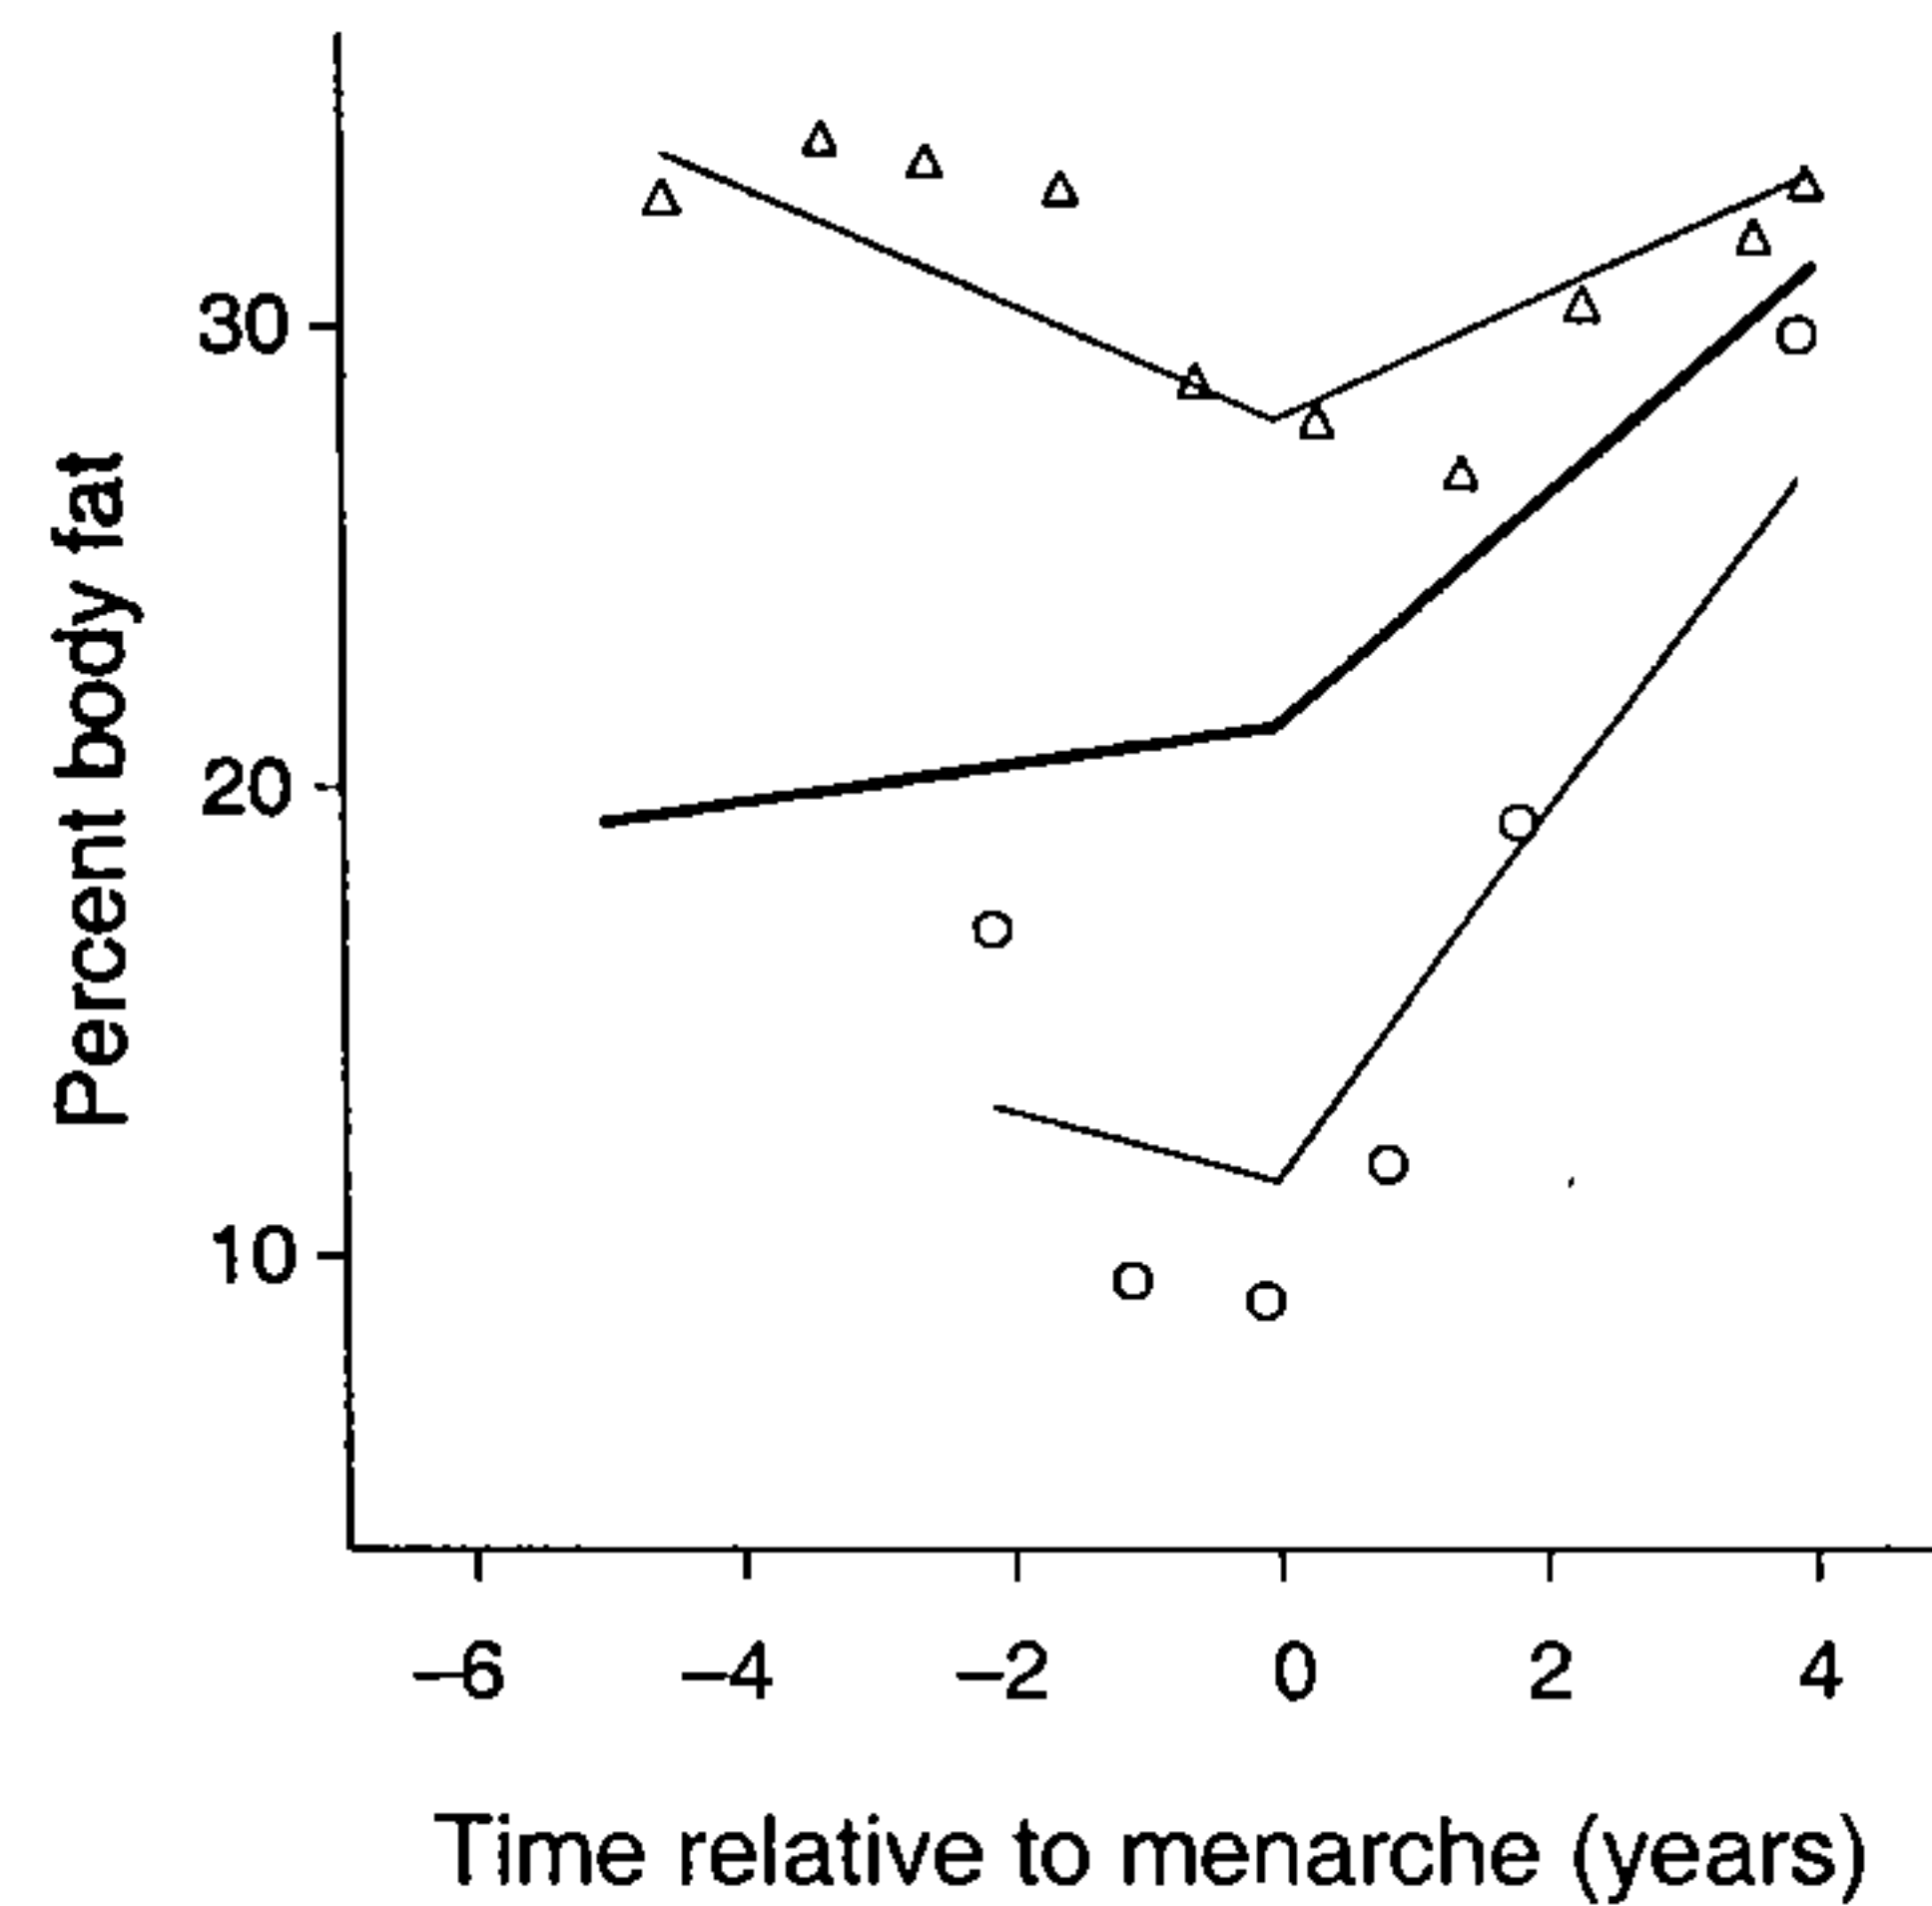 Percent body fat
30
20
10
–6 –4 –2 0 2 4
Time relative to menarche (years)